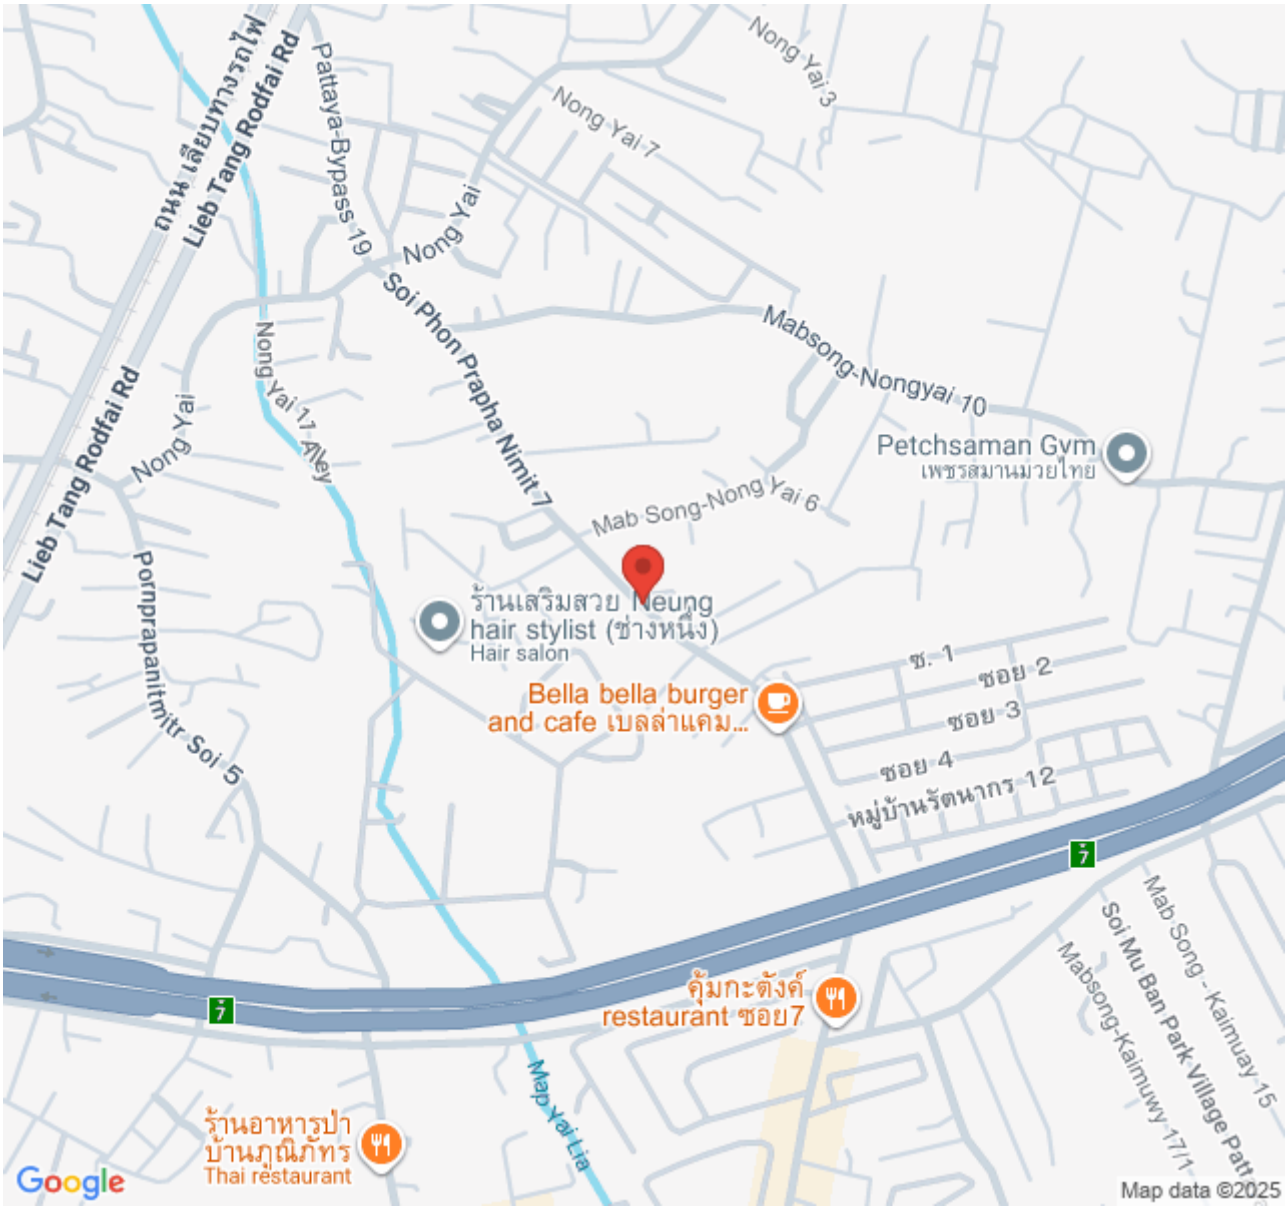 ถนน เลียบทางรถไฟ
Lieb Tang Rodfai Rd
Pattaya-Bypass 19
Nong Yai 3
Nong Yai 7
Nong Yai
Soi Phon Prapha Nimit 7
Mabsong-Nongyai 10
Nong Yai 11 Alley
Lieb Tang Rodfai Rd
Nong Yai
Petchsaman Gym
เพชรสมานมวยไทย
Mab Song-Nong Yai 6
Pornprapanitmitr Soi 5
ร้านเสริมสวย Neung
hair stylist (ช่างหนึ่ง)
Hair salon
ซ. 1
ซอย 2
ซอย 3
ซอย 4
Bella bella burger
and cafe เบลล่าแคม...
หมู่บ้านรัตนากร 12
7
7
Mab Song - Kaimuay 15
Soi Mu Ban Park Village Patt
Mabsong-Kaimuwy 17/1
คุ้มกะตังค์
restaurant ซอย7
Map Yai Lia
ร้านอาหารป่า
บ้านภูณิภัทร
Thai restaurant
Google
Map data ©2025